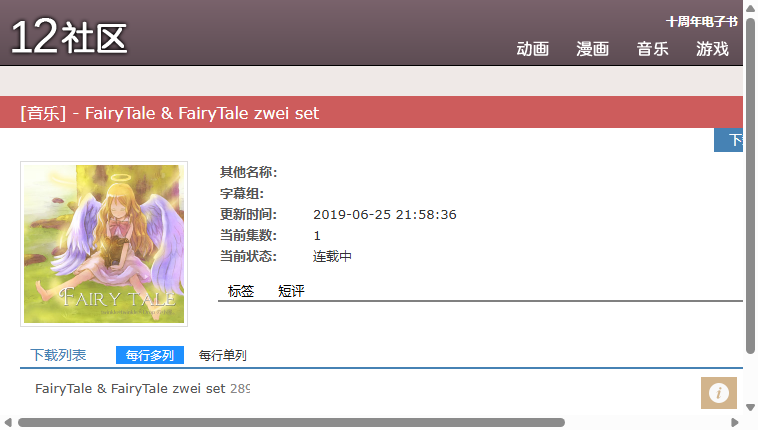 十周年电子书
12社区
动画 漫画 音乐 游戏
[音乐] - FairyTale & FairyTale zwei set
其他名称:
字幕组:
更新时间: 2019-06-25 21:58:36
当前集数: 1
当前状态: 连载中
FAIRY TALE
标签 短评
下载列表 每行多列 每行单列
FairyTale & FairyTale zwei set 289